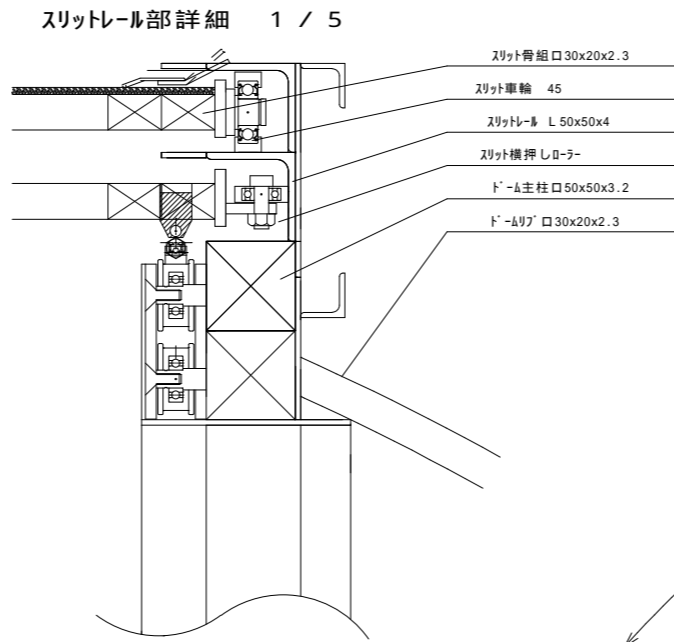 スリットレール部詳細 1 / 5
スリット骨組口30x20x2.3
スリット車輪 45
スリットレール L 50x50x4
スリット横押しローラー
ドーム主柱口50x50x3.2
ドームリブ口30x20x2.3